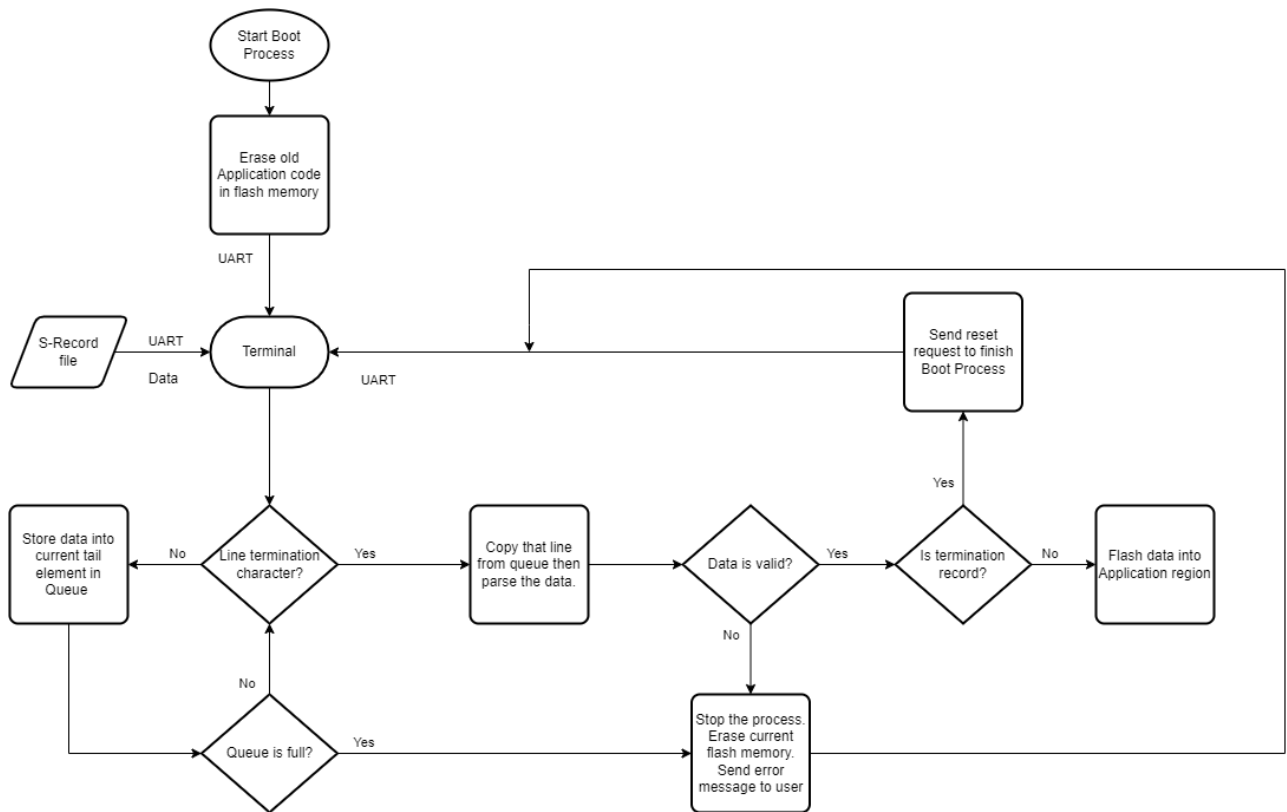 Start Boot
Process
Erase old
Application code
in flash memory
UART
S-Record
file
UART
Data
Terminal
UART
Send reset
request to finish
Boot Process
Yes
Store data into
current tail
element in
Queue
No
Line termination
character?
Yes
Copy that line
from queue then
parse the data.
Data is valid?
Yes
Is termination
record?
No
Flash data into
Application region
No
No
Queue is full?
Yes
Stop the process.
Erase current
flash memory.
Send error
message to user